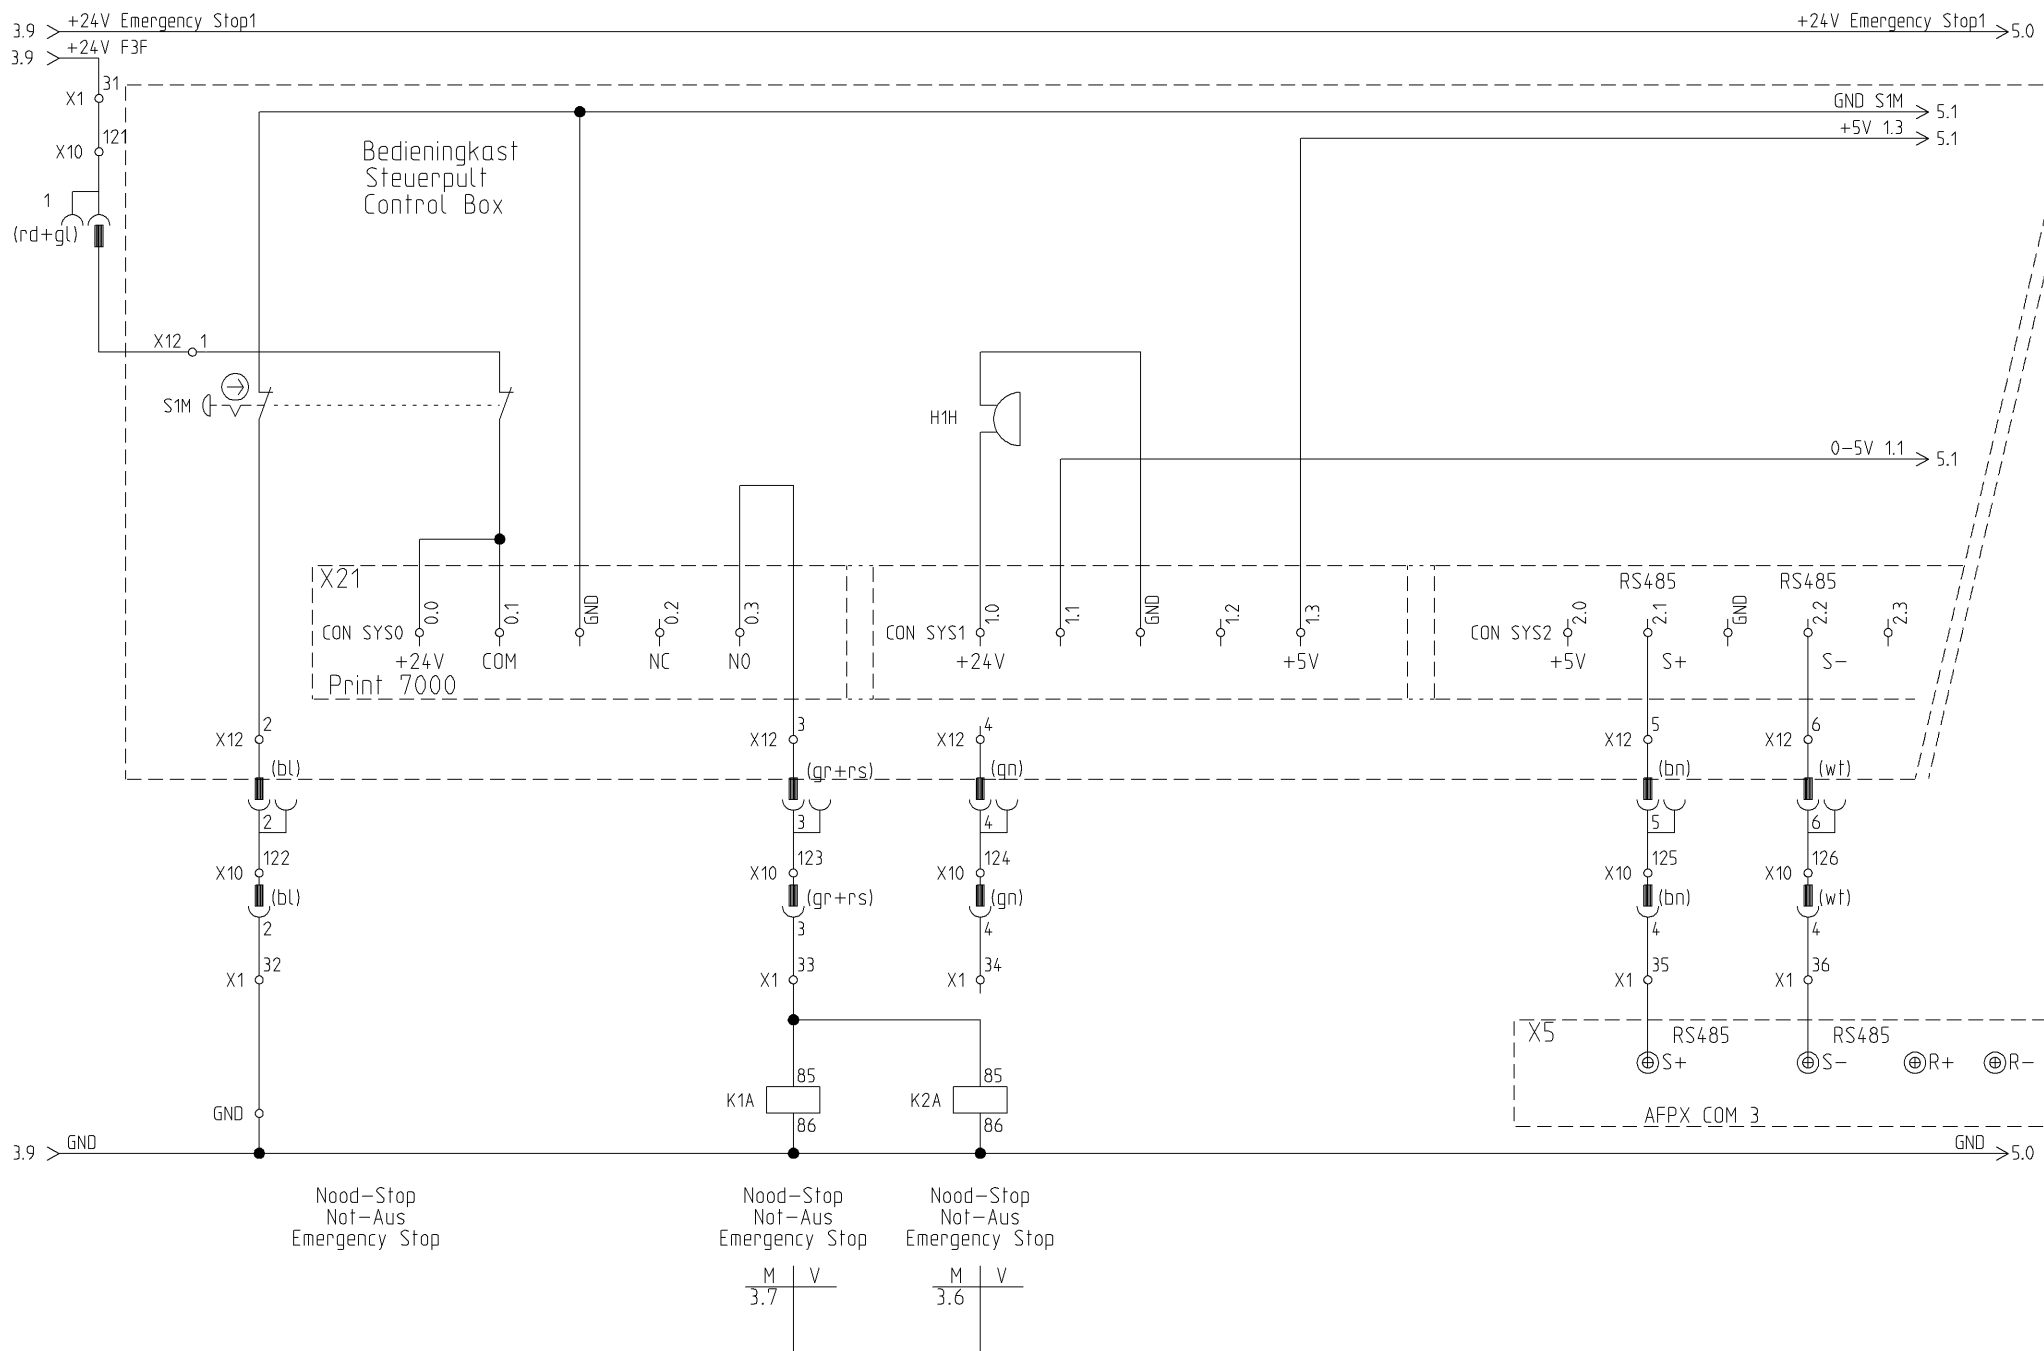 3.9 +24V Emergency Stop1 +24V Emergency Stop1 5.0
3.9 +24V F3F
31
X1
GND S1M 5.1
+5V 1.3 5.1
121
X10
Bedieningkast
Steuerpult
Control Box
1
(rd+gl)
X12 1
S1M
H1H
0-5V 1.1 5.1
X21
RS485 RS485
CON SYS0 0.0 0.1 GND 0.2 0.3
CON SYS1 1.0 1.1 GND 1.2 1.3
CON SYS2 2.0 2.1 GND 2.2 2.3
+24V COM NC NO +24V +5V +5V S+ S-
Print 7000
2 3 4 5 6
X12 X12 X12 X12 X12
(bl) (gr+rs) (gn) (bn) (wt)
2 3 4 5 6
122 123 124 125 126
X10 X10 X10 X10 X10
(bl) (gr+rs) (gn) (bn) (wt)
2 3 4 4 4
32 33 34 35 36
X1 X1 X1 X1 X1
X5 RS485 RS485
S+ S- R+ R-
85 85
K1A K2A
86 86
GND
AFPX COM 3
3.9 GND GND 5.0
Nood-Stop Nood-Stop Nood-Stop
Not-Aus Not-Aus Not-Aus
Emergency Stop Emergency Stop Emergency Stop
M V M V
3.7 3.6